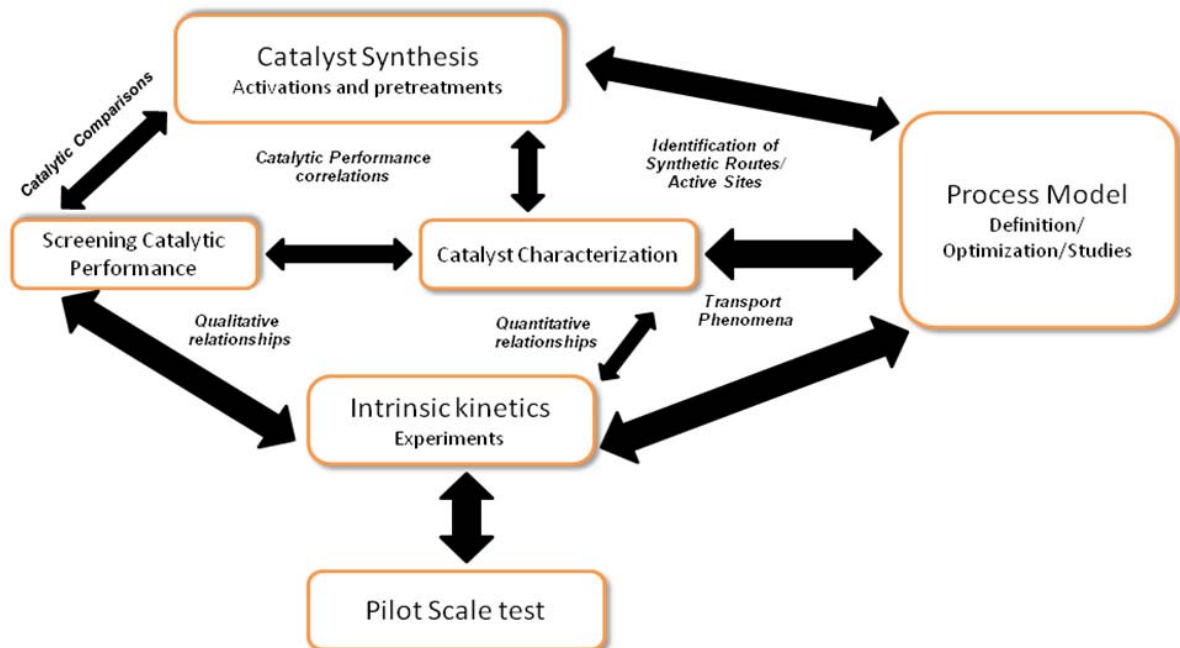 Catalyst Synthesis
Activations and pretreatments
Catalytic Comparisons
Catalytic Performance
correlations
Identification of
Synthetic Routes/
Active Sites
Process Model
Definition/
Optimization/Studies
Screening Catalytic
Performance
Catalyst Characterization
Qualitative
relationships
Quantitative
relationships
Transport
Phenomena
Intrinsic kinetics
Experiments
Pilot Scale test